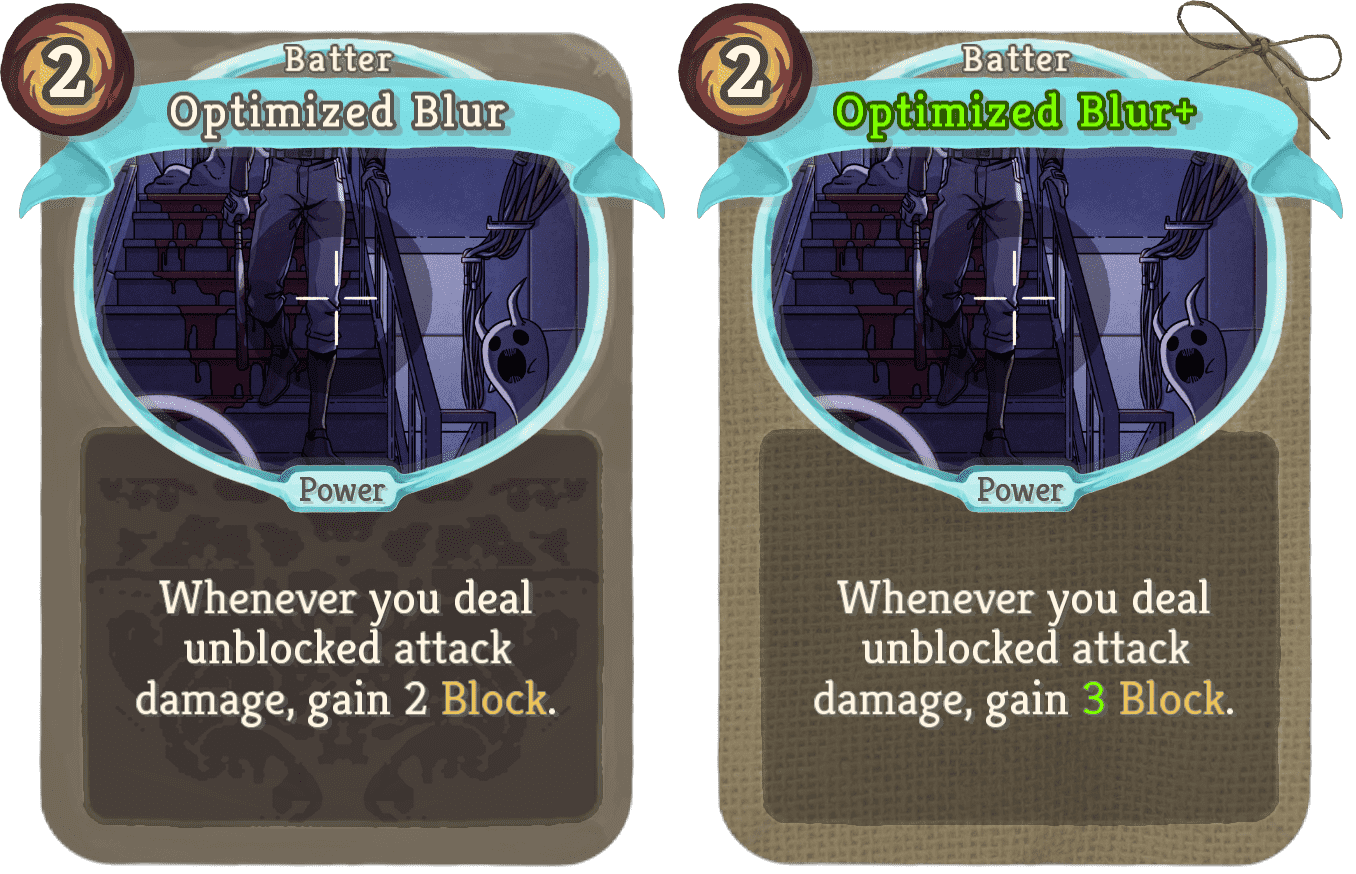 2
Batter
Optimized Blur
Power
Whenever you deal
unblocked attack
damage, gain 2 Block.
2
Batter
Optimized Blur+
Power
Whenever you deal
unblocked attack
damage, gain 3 Block.